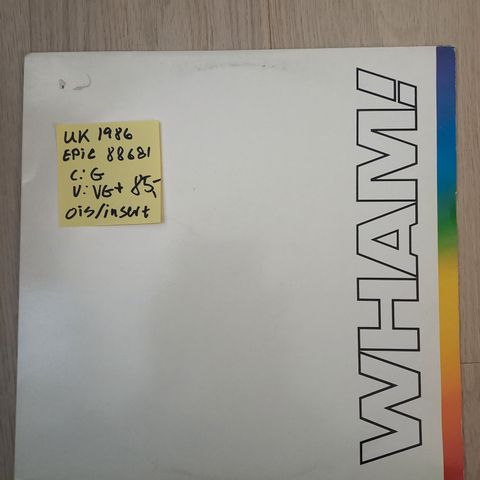 UK 1986
EPIC 88681
C: G
V: VG+ 85,-
ois/insert
WHAM!